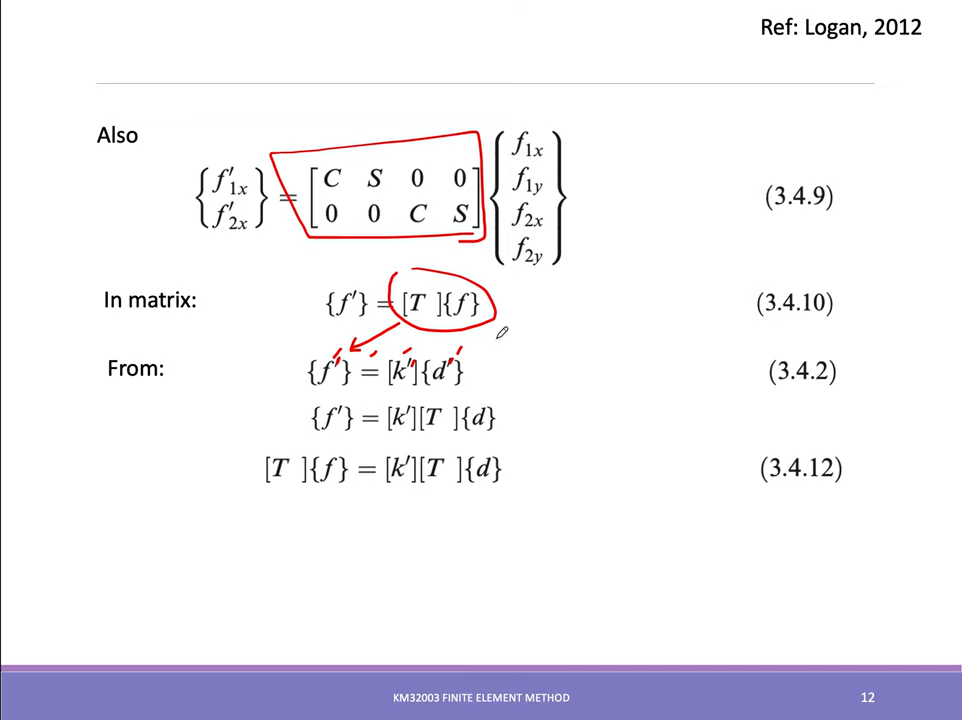 Ref: Logan, 2012
Also
{f′1x f′2x} = [C S 0 0 0 0 C S] {f1x f1y f2x f2y} (3.4.9)
In matrix: {f′} = [T ]{f} (3.4.10)
From: {f′} = [k′]{d′} (3.4.2)
{f′} = [k′][T ]{d}
[T ]{f} = [k′][T ]{d} (3.4.12)
KM32003 FINITE ELEMENT METHOD 12